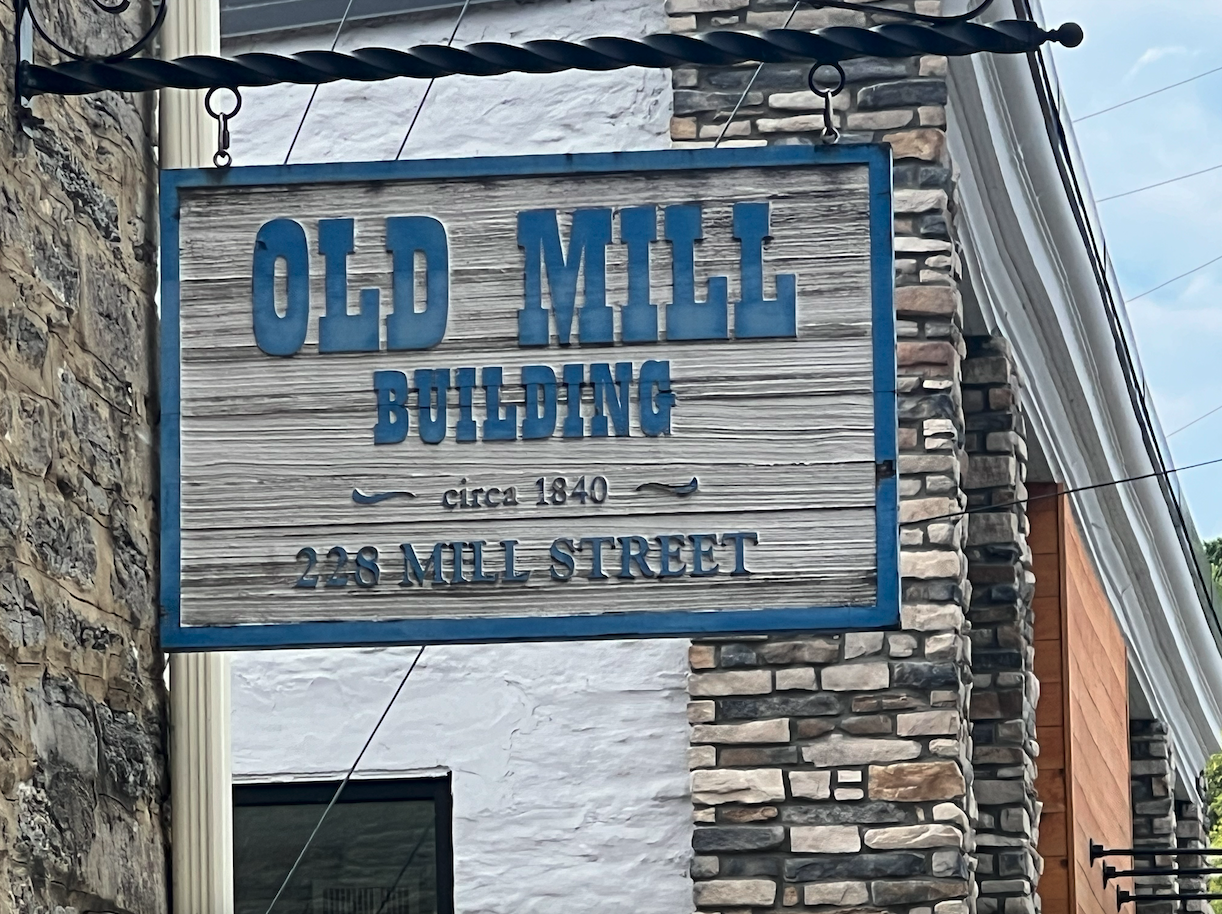 OLD MILL
BUILDING
circa 1840
228 MILL STREET